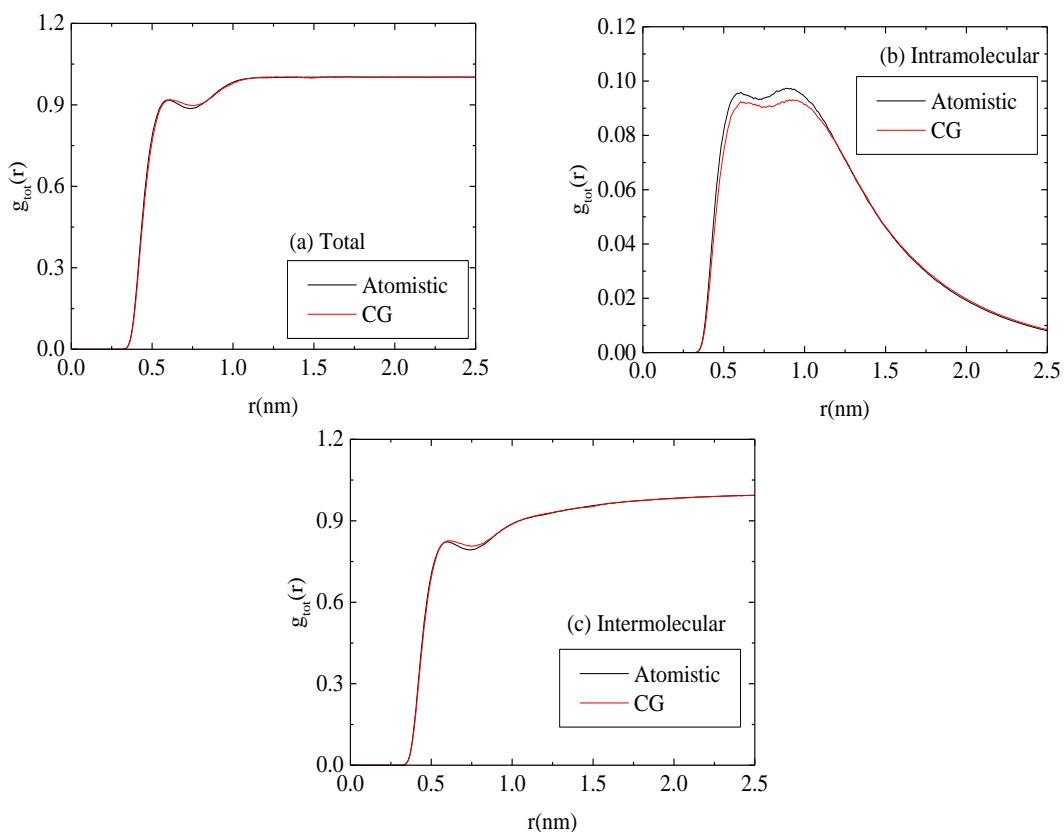 1.2
0.9
0.6
0.3
0.0
g_tot(r)
(a) Total
Atomistic
CG
0.0 0.5 1.0 1.5 2.0 2.5
r(nm)
0.12
0.10
0.08
0.06
0.04
0.02
0.00
g_tot(r)
(b) Intramolecular
Atomistic
CG
0.0 0.5 1.0 1.5 2.0 2.5
r(nm)
1.2
0.9
0.6
0.3
0.0
g_tot(r)
(c) Intermolecular
Atomistic
CG
0.0 0.5 1.0 1.5 2.0 2.5
r(nm)